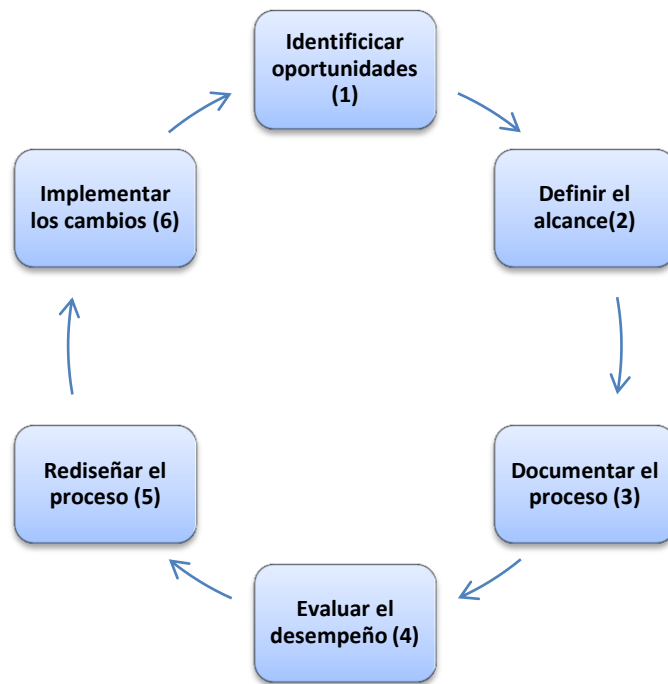 Identificicar
oportunidades
(1)
Definir el
alcance(2)
Documentar el
proceso (3)
Evaluar el
desempeño (4)
Rediseñar el
proceso (5)
Implementar
los cambios (6)